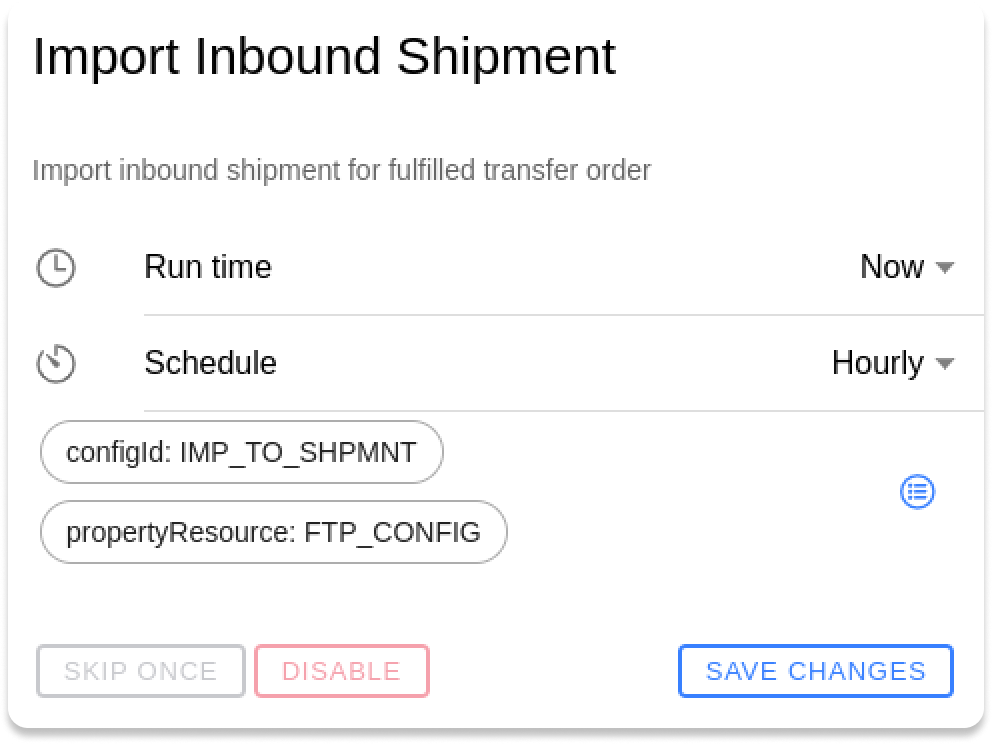 Import Inbound Shipment
Import inbound shipment for fulfilled transfer order
Run time Now
Schedule Hourly
configId: IMP_TO_SHPMNT
propertyResource: FTP_CONFIG
SKIP ONCE DISABLE SAVE CHANGES